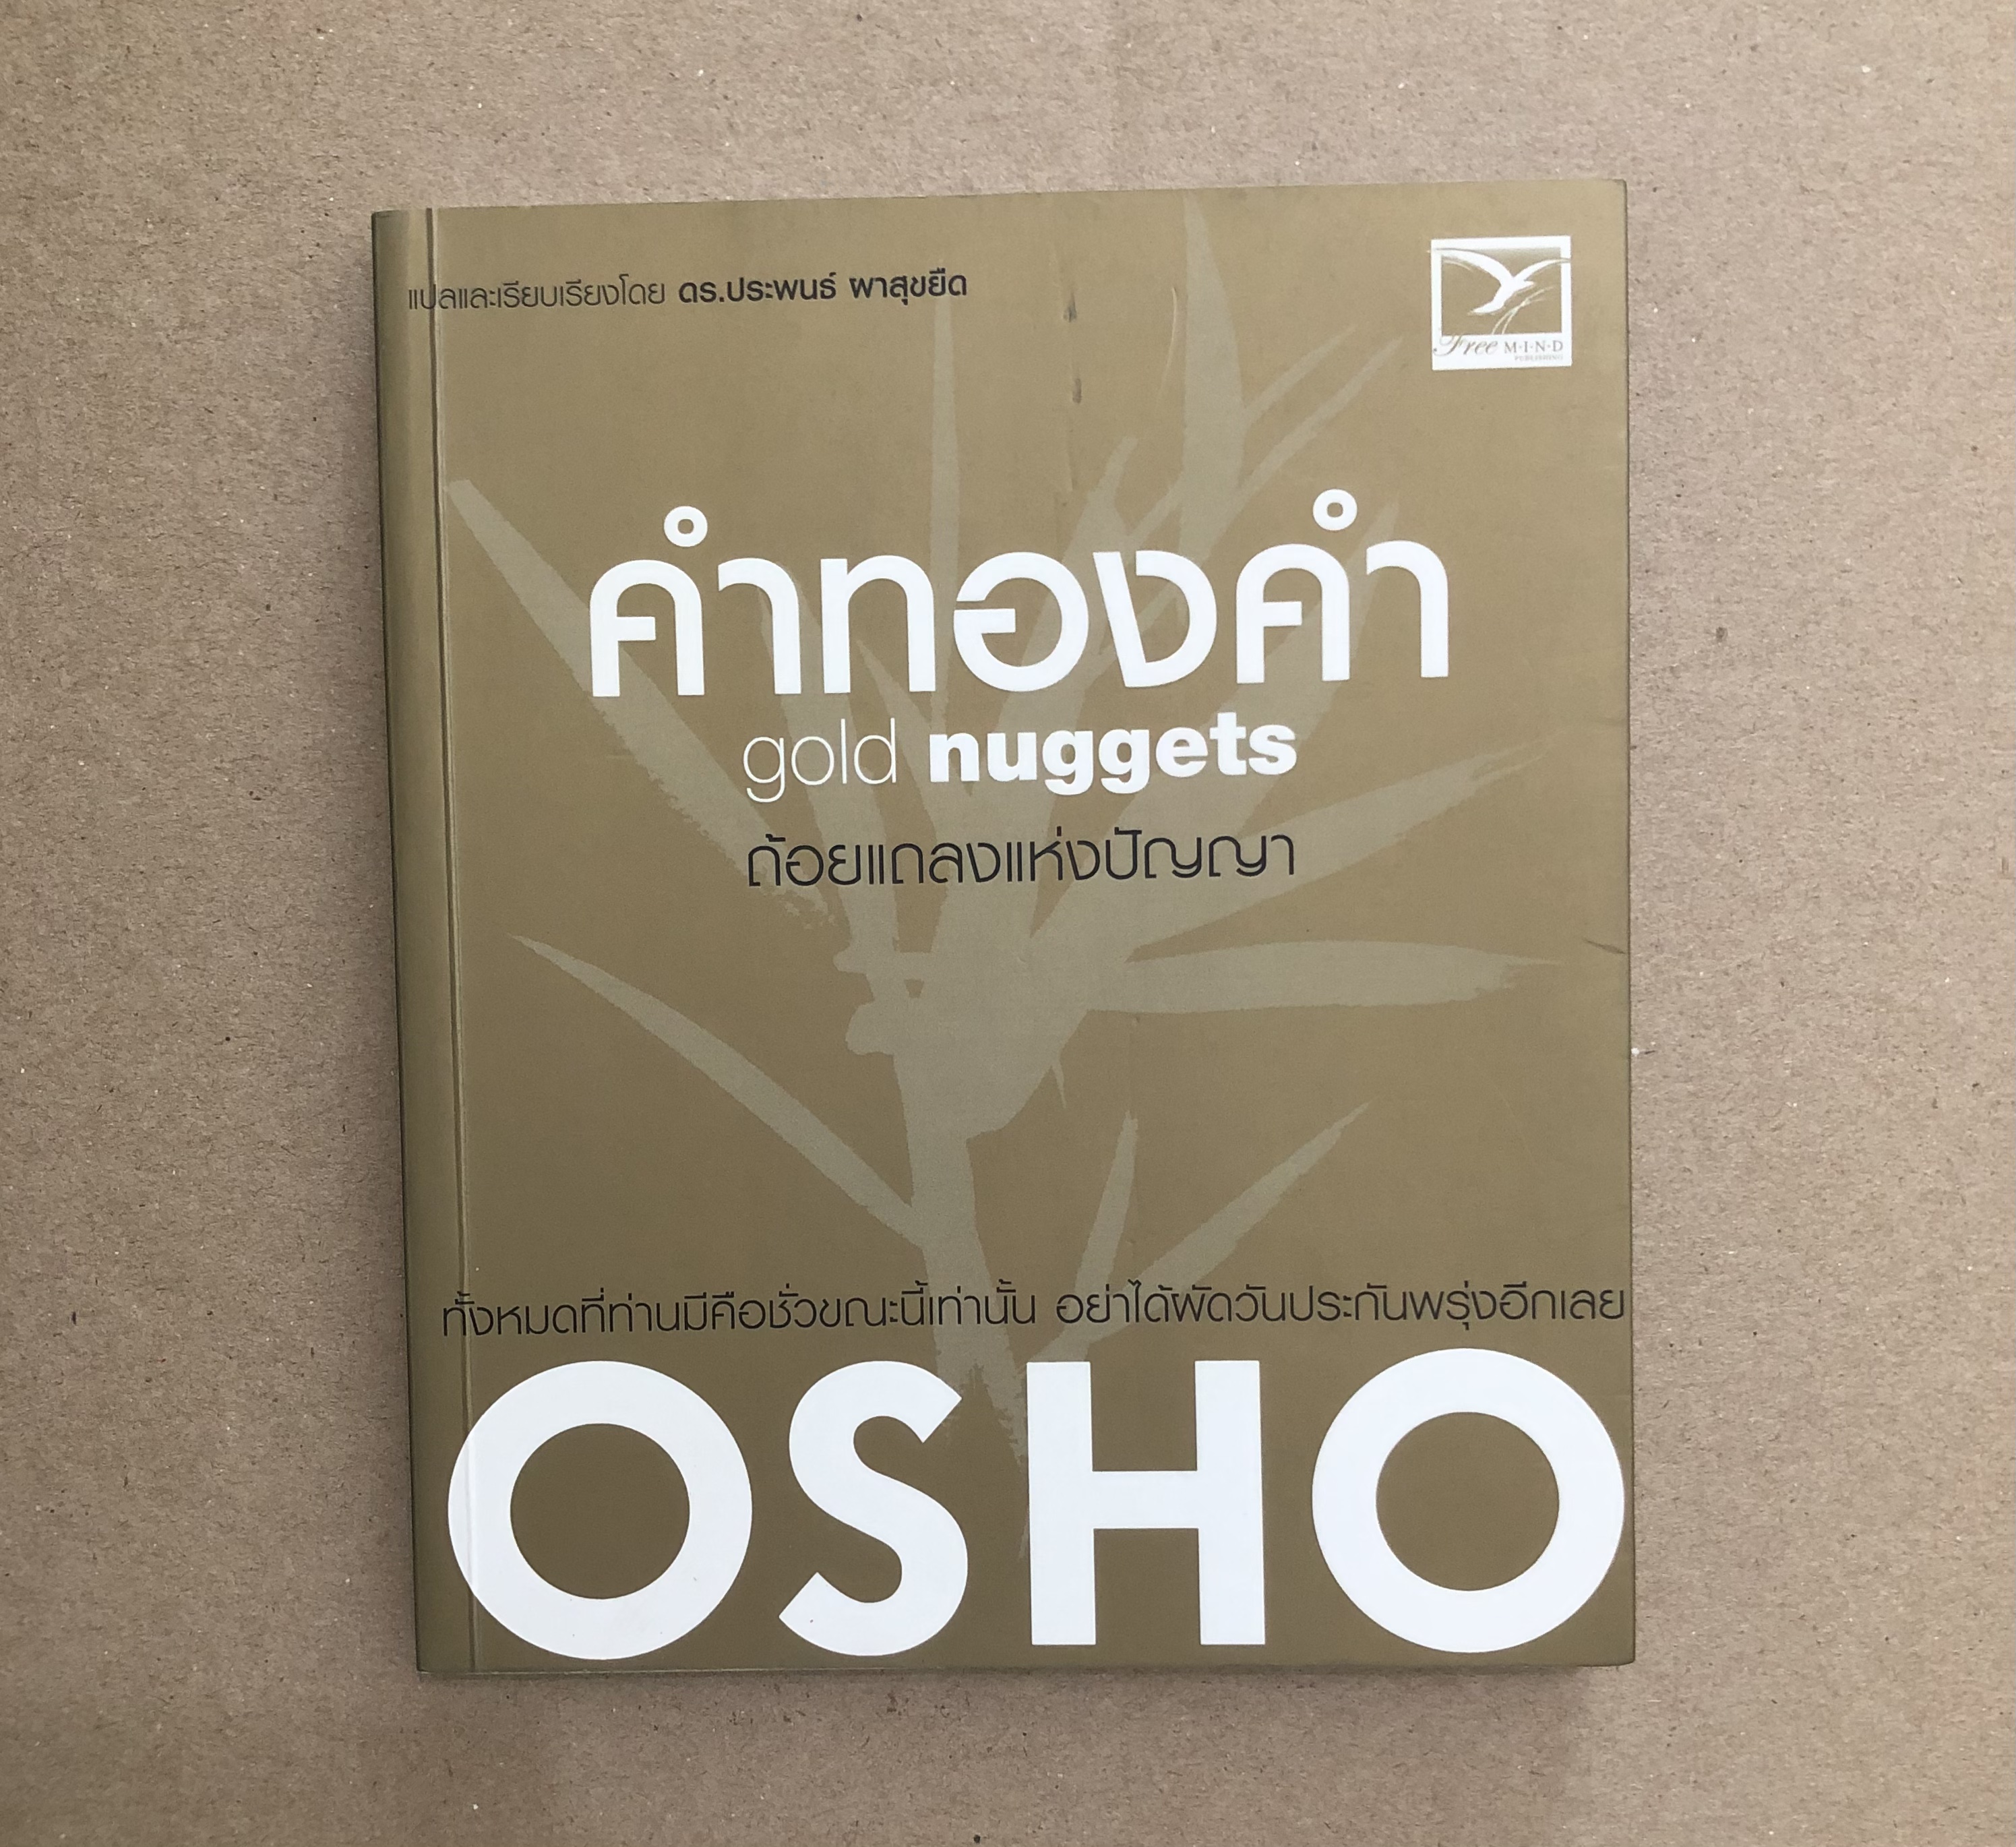 แปลและเรียบเรียงโดย ดร.ประพนธ์ ผาสุขยืด
Free M·I·N·D
PUBLISHING
คำทองคำ
gold nuggets
ถ้อยแถลงแห่งปัญญา
ทั้งหมดที่ท่านมีคือชั่วขณะนี้เท่านั้น อย่าได้ผัดวันประกันพรุ่งอีกเลย
OSHO